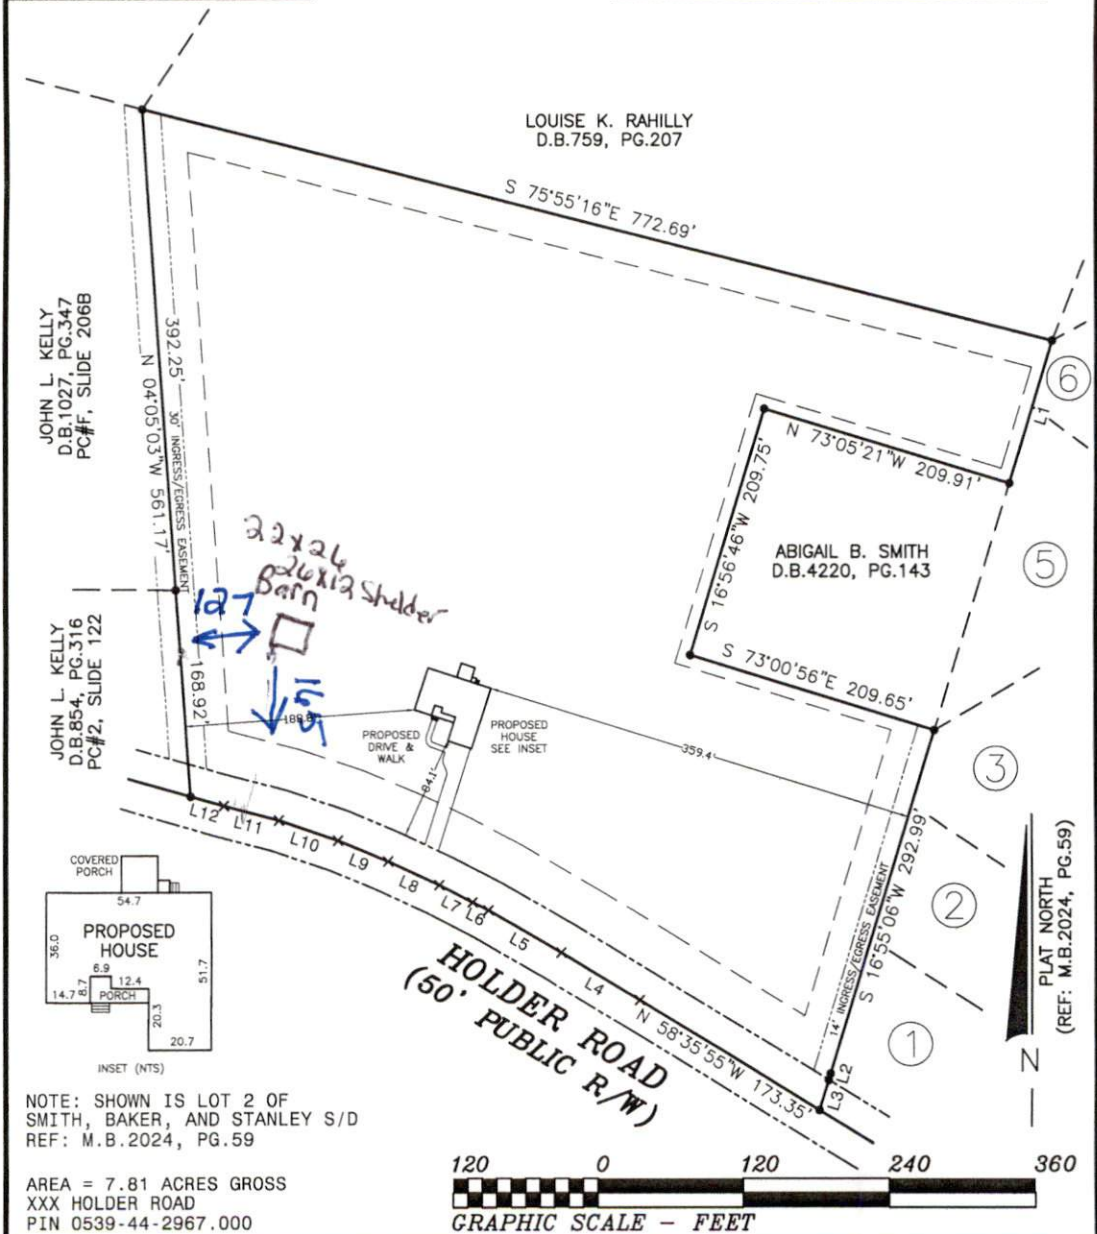 LOUISE K. RAHILLY
D.B.759, PG.207
S 75°55'16"E 772.69'
JOHN L. KELLY
D.B.1027, PG.347
PC#F, SLIDE 206B
N 04°05'03"W 561.17'
392.25'
30' INGRESS/EGRESS EASEMENT
6
L1
N 73°05'21"W 209.91'
S 16°56'46"W 209.75'
ABIGAIL B. SMITH
D.B.4220, PG.143
5
S 73°00'56"E 209.65'
22x26
26x12 Shelder
Barn
127
151
JOHN L. KELLY
D.B.854, PG.316
PC#2, SLIDE 122
168.92'
PROPOSED
DRIVE &
WALK
PROPOSED
HOUSE
SEE INSET
359.4'
84.1'
3
2
1
14' INGRESS/EGRESS EASEMENT
S 16°55'06"W 292.99'
PLAT NORTH
(REF: M.B.2024, PG.59)
N
L12
L11
L10
L9
L8
L7
L6
L5
L4
N 58°35'55"W 173.35'
L2
L3
HOLDER ROAD
(50' PUBLIC R/W)
COVERED
PORCH
54.7
PROPOSED
HOUSE
36.0
51.7
6.9
8.7
12.4
14.7
PORCH
20.3
20.7
INSET (NTS)
NOTE: SHOWN IS LOT 2 OF
SMITH, BAKER, AND STANLEY S/D
REF: M.B.2024, PG.59
AREA = 7.81 ACRES GROSS
XXX HOLDER ROAD
PIN 0539-44-2967.000
120 0 120 240 360
GRAPHIC SCALE - FEET